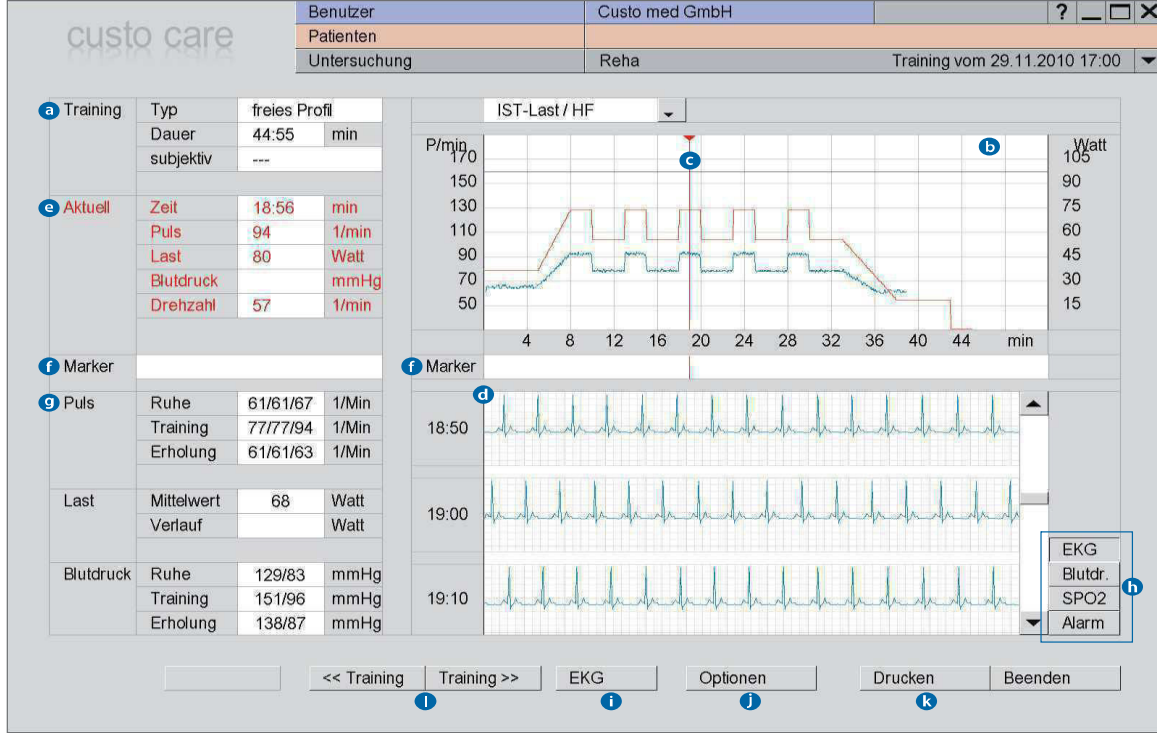 custo care
Benutzer Custo med GmbH ?
Patienten
Untersuchung Reha Training vom 29.11.2010 17:00
a Training Typ freies Profil
Dauer 44:55 min
subjektiv ---
e Aktuell Zeit 18:56 min
Puls 94 1/min
Last 80 Watt
Blutdruck mmHg
Drehzahl 57 1/min
f Marker
g Puls Ruhe 61/61/67 1/Min
Training 77/77/94 1/Min
Erholung 61/61/63 1/Min
Last Mittelwert 68 Watt
Verlauf Watt
Blutdruck Ruhe 129/83 mmHg
Training 151/96 mmHg
Erholung 138/87 mmHg
IST-Last / HF
P/min b Watt
c
170 105
150 90
130 75
110 60
90 45
70 30
50 15
4 8 12 16 20 24 28 32 36 40 44 min
f Marker
d
18:50
19:00
19:10
EKG
Blutdr.
SPO2
Alarm
h
<< Training Training >> EKG Optionen Drucken Beenden
l i j k